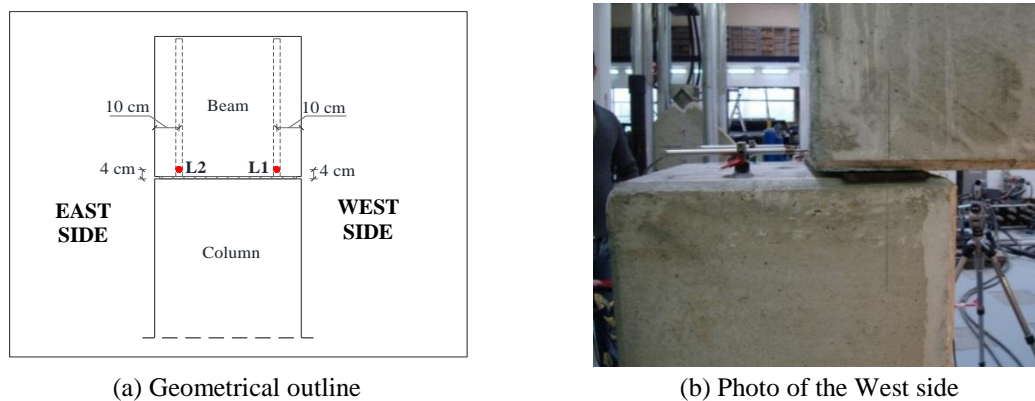 Beam
10 cm
10 cm
L2
L1
4 cm
4 cm
EAST
SIDE
WEST
SIDE
Column
(a) Geometrical outline
(b) Photo of the West side